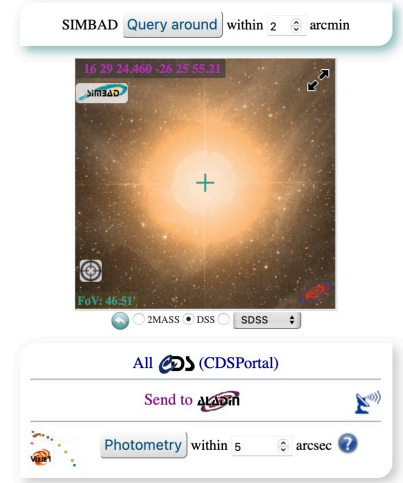 SIMBAD Query around within 2 arcmin
16 29 24.460 -26 25 55.21
SIMBAD
FoV: 46.51'
2MASS DSS SDSS
All CDS (CDSPortal)
Send to ALADIN
VizieR Photometry within 5 arcsec ?